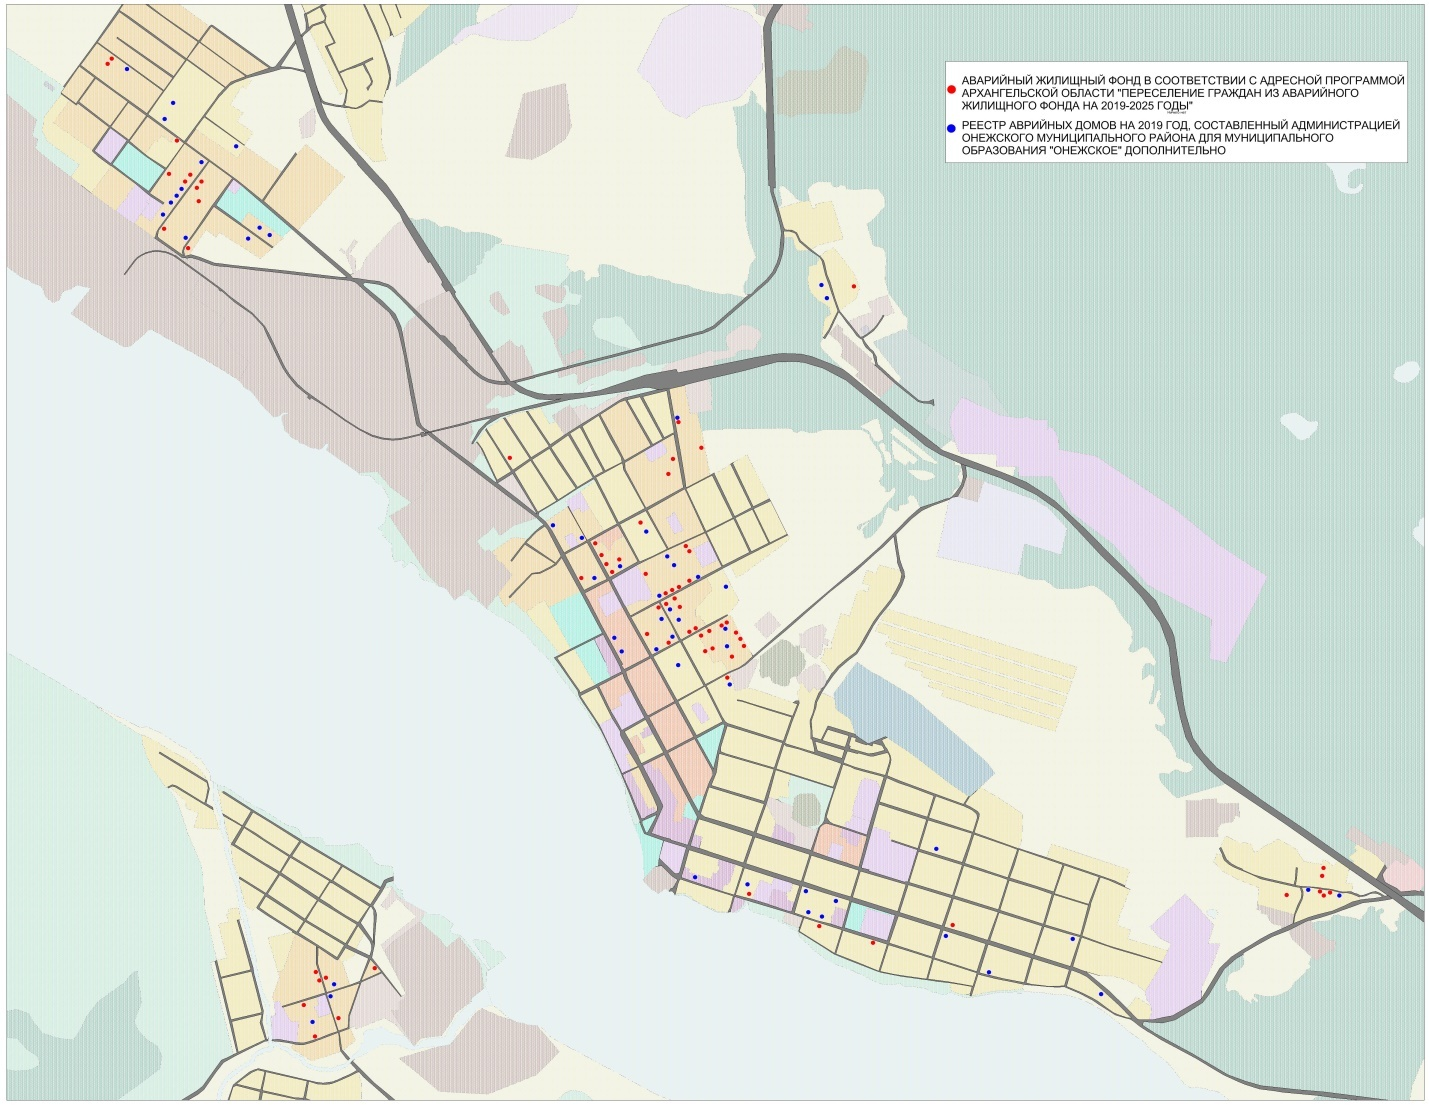 АВАРИЙНЫЙ ЖИЛИЩНЫЙ ФОНД В СООТВЕТСТВИИ С АДРЕСНОЙ ПРОГРАММОЙ
АРХАНГЕЛЬСКОЙ ОБЛАСТИ "ПЕРЕСЕЛЕНИЕ ГРАЖДАН ИЗ АВАРИЙНОГО
ЖИЛИЩНОГО ФОНДА НА 2019-2025 ГОДЫ"
РЕЕСТР АВРИЙНЫХ ДОМОВ НА 2019 ГОД, СОСТАВЛЕННЫЙ АДМИНИСТРАЦИЕЙ
ОНЕЖСКОГО МУНИЦИПАЛЬНОГО РАЙОНА ДЛЯ МУНИЦИПАЛЬНОГО
ОБРАЗОВАНИЯ "ОНЕЖСКОЕ" ДОПОЛНИТЕЛЬНО